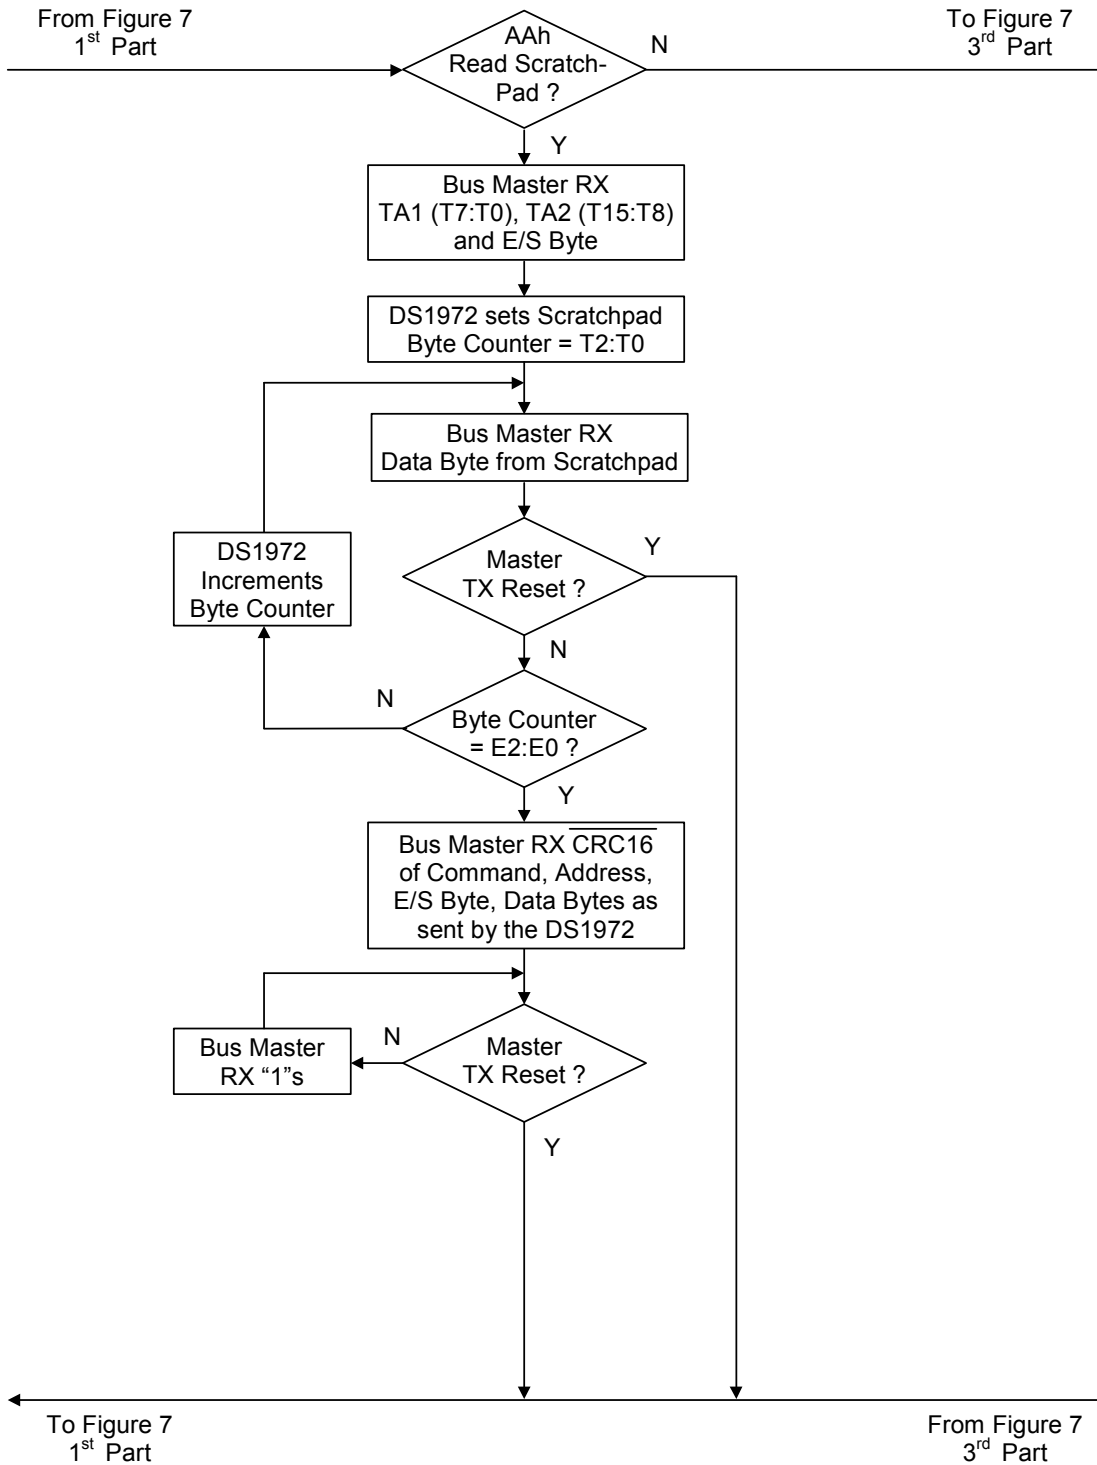 From Figure 7
1st Part
To Figure 7
3rd Part
AAh
Read Scratch-
Pad ?
N
Y
Bus Master RX
TA1 (T7:T0), TA2 (T15:T8)
and E/S Byte
DS1972 sets Scratchpad
Byte Counter = T2:T0
Bus Master RX
Data Byte from Scratchpad
DS1972
Increments
Byte Counter
Master
TX Reset ?
Y
N
N
Byte Counter
= E2:E0 ?
Y
Bus Master RX CRC16
of Command, Address,
E/S Byte, Data Bytes as
sent by the DS1972
Bus Master
RX “1”s
N
Master
TX Reset ?
Y
To Figure 7
1st Part
From Figure 7
3rd Part